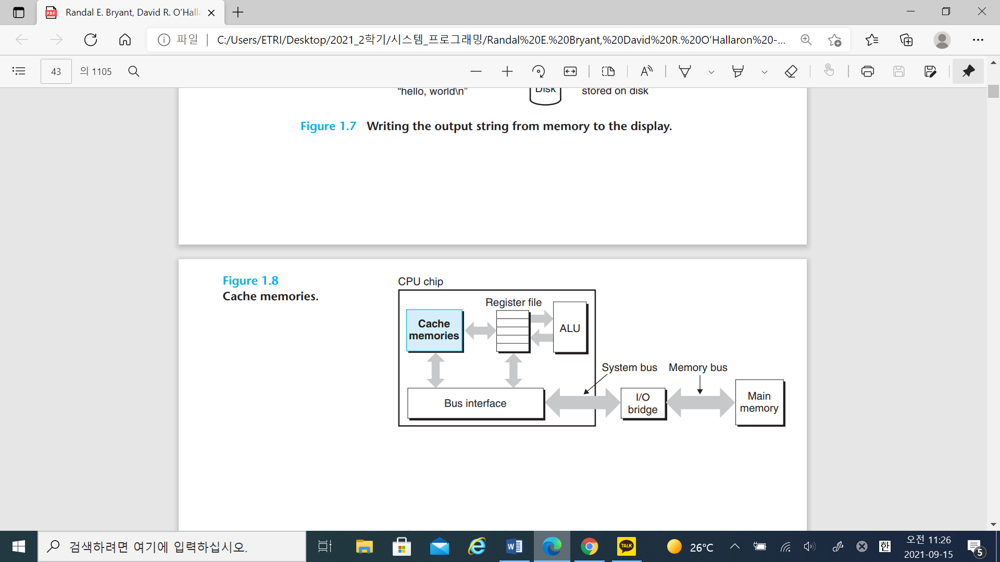 Randal E. Bryant, David R. O'Halla
파일
C:/Users/ETRI/Desktop/2021_2학기/시스템_프로그래밍/Randal%20E.%20Bryant,%20David%20R.%20O'Hallaron%20-...
43 의 1105
"hello, world\n"
Disk
stored on disk
Figure 1.7 Writing the output string from memory to the display.
Figure 1.8
Cache memories.
CPU chip
Register file
Cache
memories
ALU
System bus
Memory bus
Bus interface
I/O
bridge
Main
memory
검색하려면 여기에 입력하십시오.
TALK
26°C
한
오전 11:26
2021-09-15
5